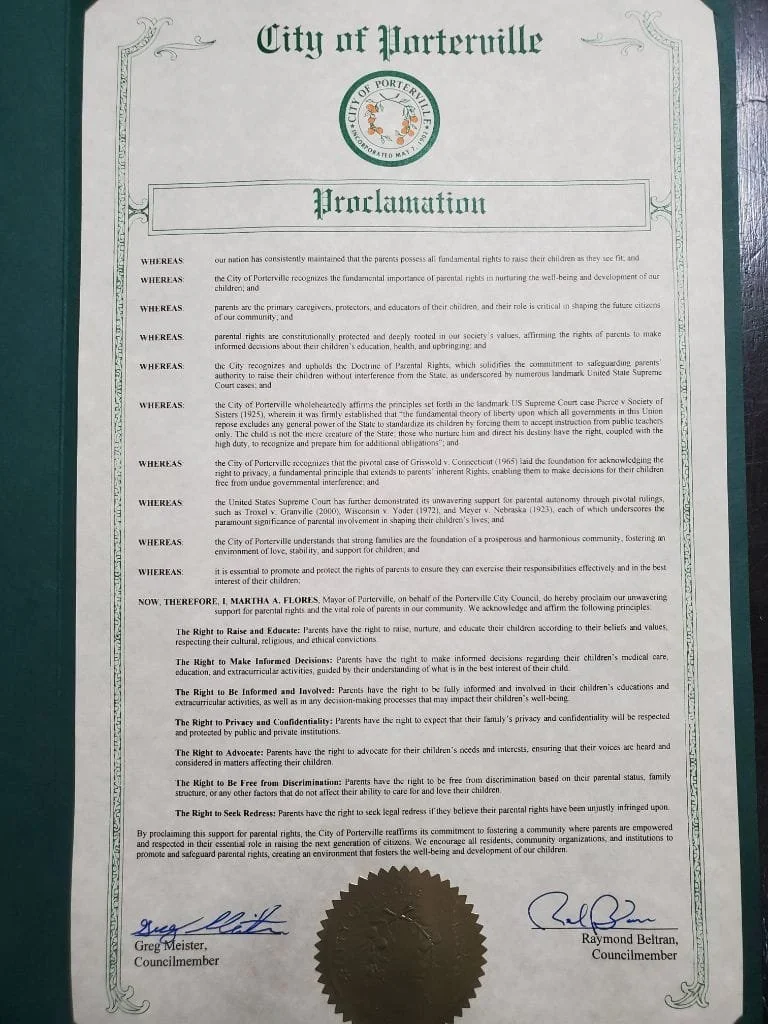 City of Porterville
CITY OF PORTERVILLE
INCORPORATED MAY 7, 1902
Proclamation
WHEREAS: our nation has consistently maintained that the parents possess all fundamental rights to raise their children as they see fit; and
WHEREAS: the City of Porterville recognizes the fundamental importance of parental rights in nurturing the well-being and development of our
children; and
WHEREAS: parents are the primary caregivers, protectors, and educators of their children, and their role is critical in shaping the future citizens
of our community; and
WHEREAS: parental rights are constitutionally protected and deeply rooted in our society's values, affirming the rights of parents to make
informed decisions about their children's education, health, and upbringing; and
WHEREAS: the City recognizes and upholds the Doctrine of Parental Rights, which solidifies the commitment to safeguarding parents'
authority to raise their children without interference from the State, as underscored by numerous landmark United State Supreme
Court cases; and
WHEREAS: the City of Porterville wholeheartedly affirms the principles set forth in the landmark US Supreme Court case Pierce v Society of
Sisters (1925), wherein it was firmly established that "the fundamental theory of liberty upon which all governments in this Union
repose excludes any general power of the State to standardize its children by forcing them to accept instruction from public teachers
only. The child is not the mere creature of the State; those who nurture him and direct his destiny have the right, coupled with the
high duty, to recognize and prepare him for additional obligations"; and
WHEREAS: the City of Porterville recognizes that the pivotal case of Griswold v. Connecticut (1965) laid the foundation for acknowledging the
right to privacy, a fundamental principle that extends to parents' inherent Rights, enabling them to make decisions for their children
free from undue governmental interference; and
WHEREAS: the United States Supreme Court has further demonstrated its unwavering support for parental autonomy through pivotal rulings,
such as Troxel v. Granville (2000), Wisconsin v. Yoder (1972), and Meyer v. Nebraska (1923), each of which underscores the
paramount significance of parental involvement in shaping their children's lives; and
WHEREAS: the City of Porterville understands that strong families are the foundation of a prosperous and harmonious community, fostering an
environment of love, stability, and support for children; and
WHEREAS: it is essential to promote and protect the rights of parents to ensure they can exercise their responsibilities effectively and in the best
interest of their children;
NOW, THEREFORE, I, MARTHA A. FLORES, Mayor of Porterville, on behalf of the Porterville City Council, do hereby proclaim our unwavering
support for parental rights and the vital role of parents in our community. We acknowledge and affirm the following principles:
The Right to Raise and Educate: Parents have the right to raise, nurture, and educate their children according to their beliefs and values,
respecting their cultural, religious, and ethical convictions.
The Right to Make Informed Decisions: Parents have the right to make informed decisions regarding their children's medical care,
education, and extracurricular activities, guided by their understanding of what is in the best interest of their child.
The Right to Be Informed and Involved: Parents have the right to be fully informed and involved in their children's educations and
extracurricular activities, as well as in any decision-making processes that may impact their children's well-being.
The Right to Privacy and Confidentiality: Parents have the right to expect that their family's privacy and confidentiality will be respected
and protected by public and private institutions.
The Right to Advocate: Parents have the right to advocate for their children's needs and interests, ensuring that their voices are heard and
considered in matters affecting their children.
The Right to Be Free from Discrimination: Parents have the right to be free from discrimination based on their parental status, family
structure, or any other factors that do not affect their ability to care for and love their children.
The Right to Seek Redress: Parents have the right to seek legal redress if they believe their parental rights have been unjustly infringed upon.
By proclaiming this support for parental rights, the City of Porterville reaffirms its commitment to fostering a community where parents are empowered
and respected in their essential role in raising the next generation of citizens. We encourage all residents, community organizations, and institutions to
promote and safeguard parental rights, creating an environment that fosters the well-being and development of our children.
Greg Meister,
Councilmember
Raymond Beltran,
Councilmember